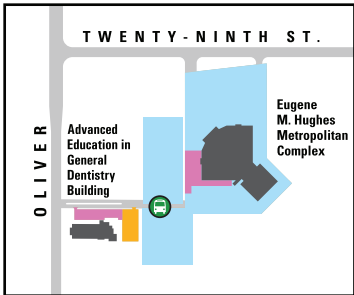 TWENTY-NINTH ST.
Eugene
M. Hughes
Metropolitan
Complex
OLIVER
Advanced
Education in
General
Dentistry
Building